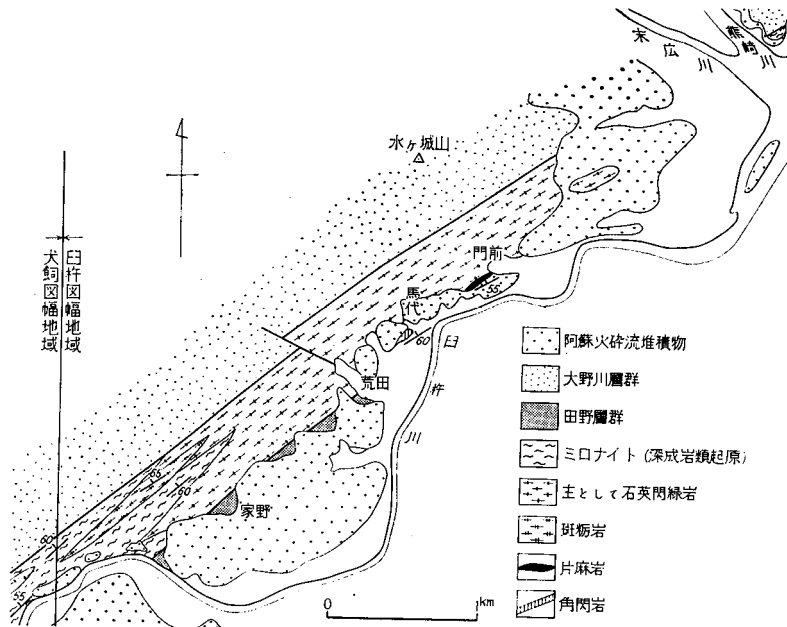 末広川
熊崎川
水ヶ城山
門前
55
馬代
60
臼杵川
荒田
犬飼図幅地域
臼杵図幅地域
55
60
家野
60
55
0 km
阿蘇火砕流堆積物
大野川層群
田野層群
ミロナイト (深成岩類起原)
主として石英閃緑岩
斑粝岩
片麻岩
角閃岩